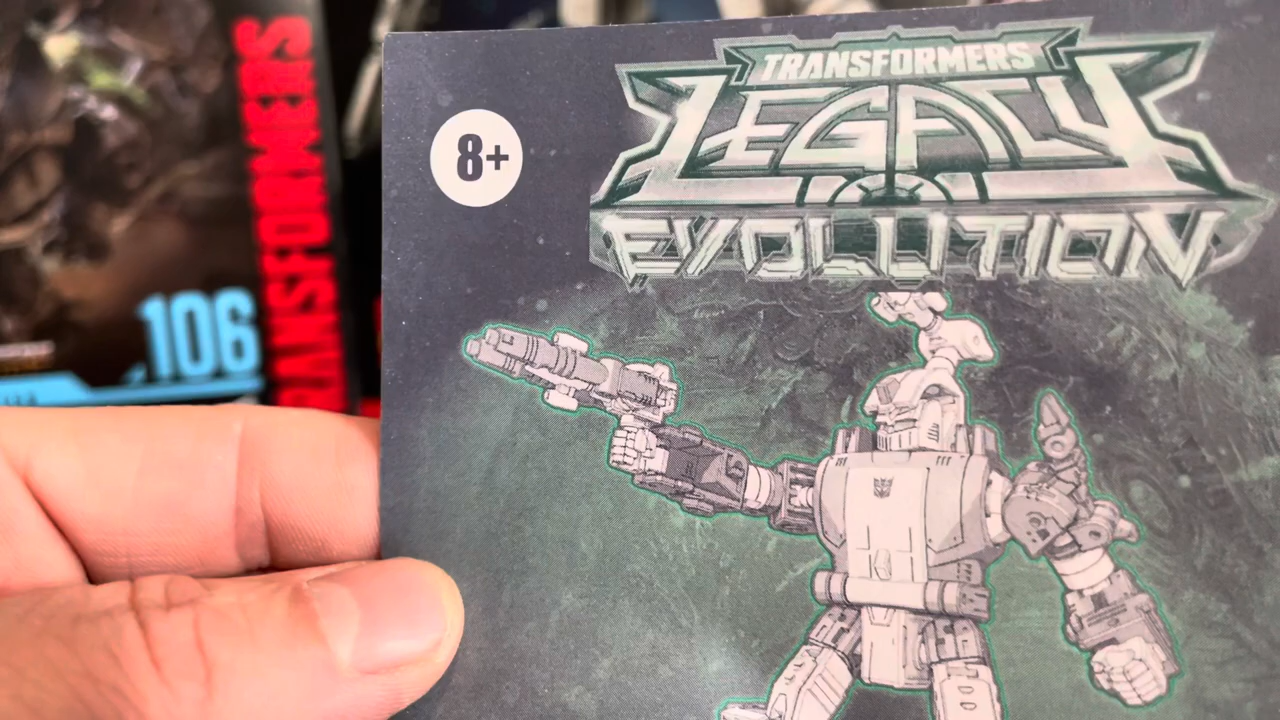 TRANSFORMERS
106
8+
TRANSFORMERS
LEGACY
EVOLUTION